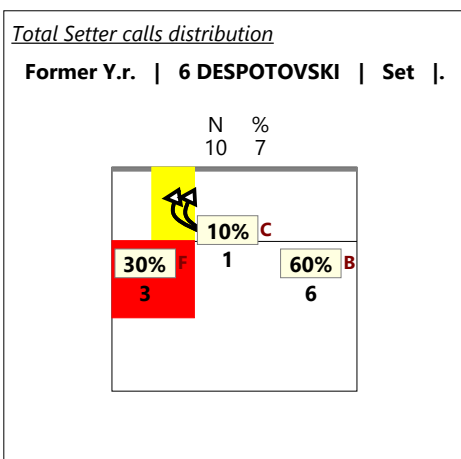 Total Setter calls distribution
Former Y.r. | 6 DESPOTOVSKI | Set |.
N %
10 7
10% C
1
30% F
3
60% B
6